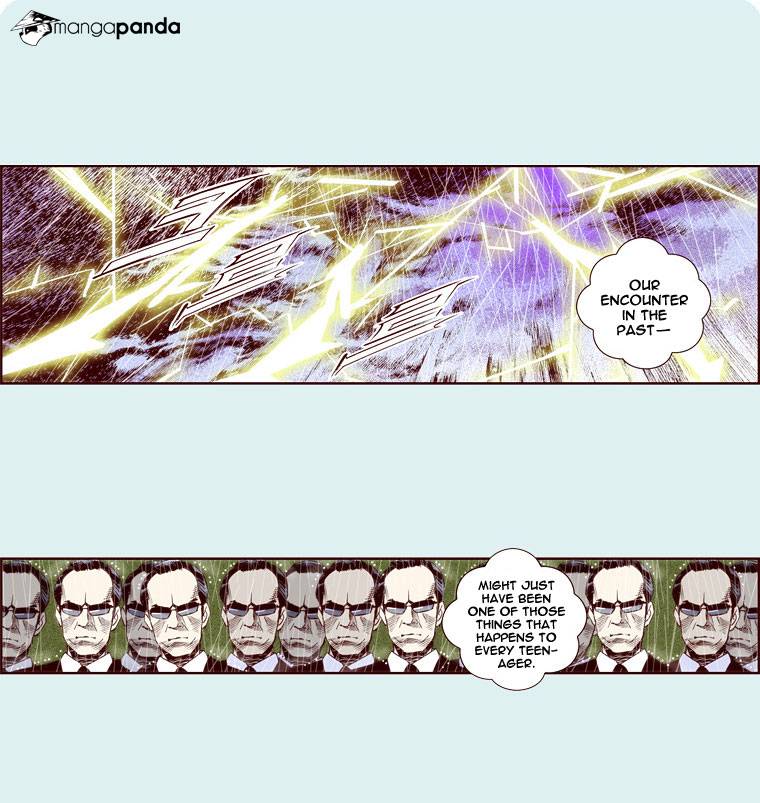 mangapanda
OUR
ENCOUNTER
IN THE
PAST—
MIGHT JUST
HAVE BEEN
ONE OF THOSE
THINGS THAT
HAPPENS TO
EVERY TEEN-
AGER.